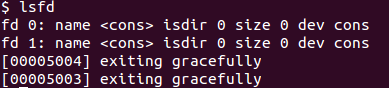 $ lsfd
fd 0: name <cons> isdir 0 size 0 dev cons
fd 1: name <cons> isdir 0 size 0 dev cons
[00005004] exiting gracefully
[00005003] exiting gracefully